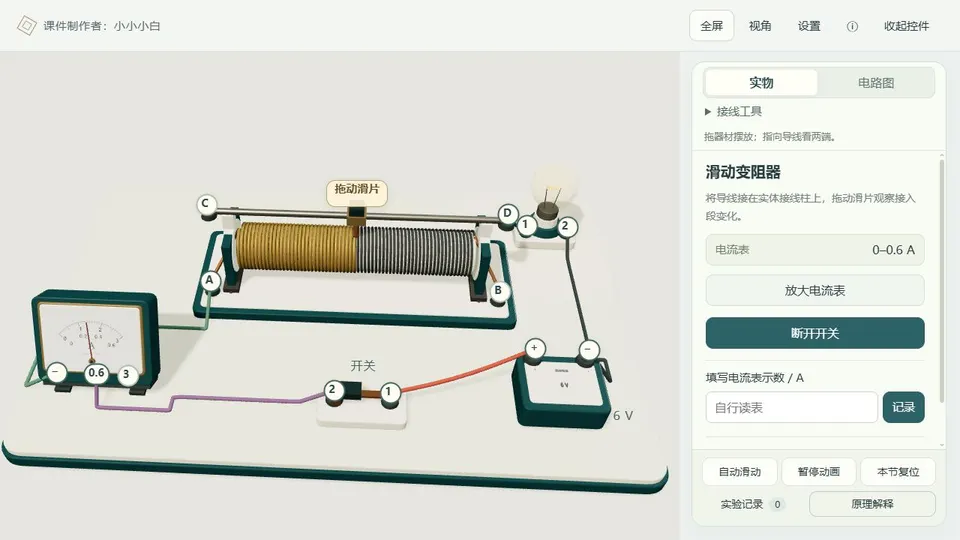 课件制作者：小小小白
全屏
视角
设置
收起控件
实物
电路图
▶ 接线工具
拖器材摆放；指向导线看两端。
滑动变阻器
将导线接在实体接线柱上，拖动滑片观察接入
段变化。
电流表
0–0.6 A
放大电流表
断开开关
填写电流表示数 / A
自行读表
记录
自动滑动
暂停动画
本节复位
实验记录 0
原理解释
拖动滑片
C
D
1
2
A
B
−
0.6
3
开关
2
1
+
−
6V
6 V